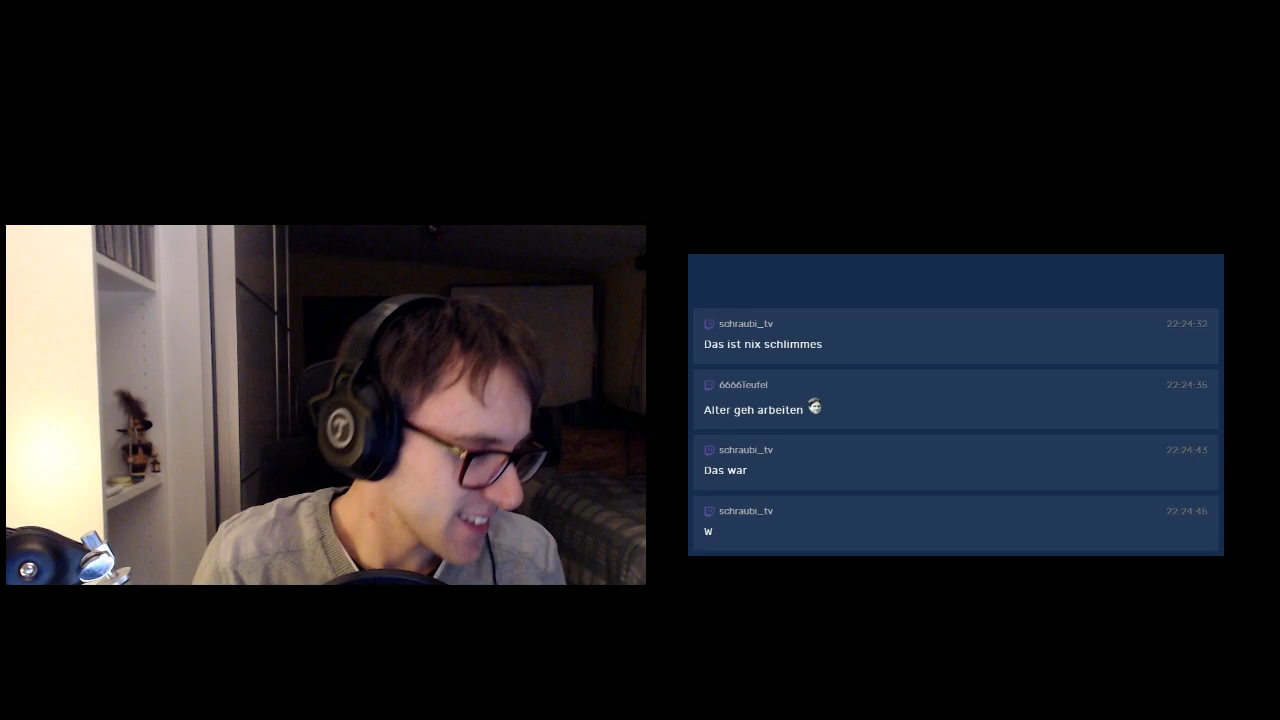 schraubi_tv 22:24:32
Das ist nix schlimmes
6666Teufel 22:24:35
Alter geh arbeiten
schraubi_tv 22:24:43
Das war
schraubi_tv 22:24:45
W